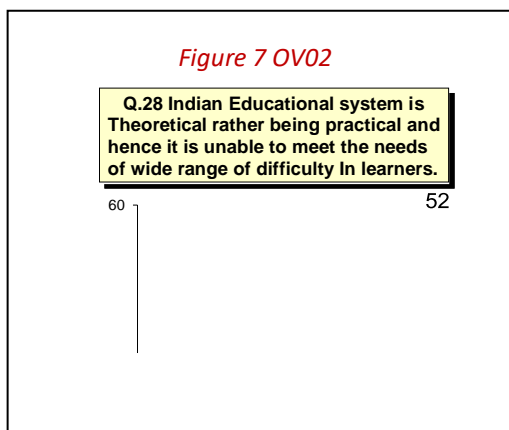 Figure 7 OV02
Q.28 Indian Educational system is
Theoretical rather being practical and
hence it is unable to meet the needs
of wide range of difficulty In learners.
52
60